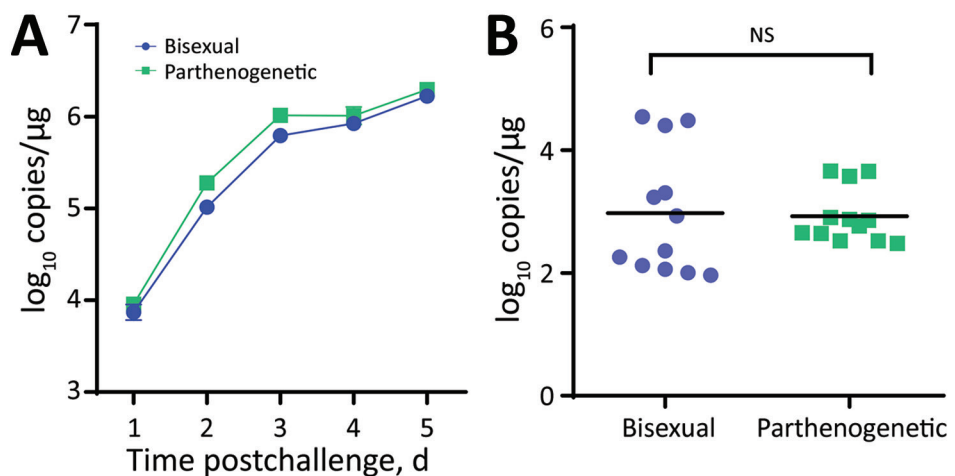 A
7
6
5
4
3
log₁₀ copies/µg
Bisexual
Parthenogenetic
1 2 3 4 5
Time postchallenge, d
B
6
4
2
0
log₁₀ copies/µg
NS
Bisexual Parthenogenetic